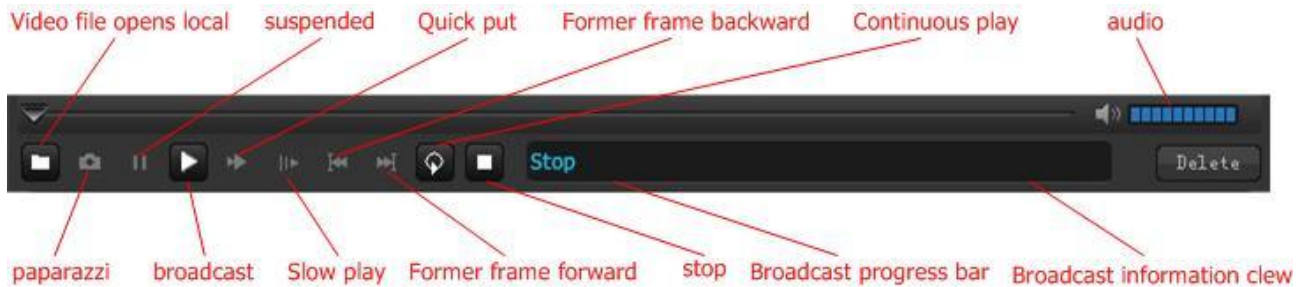 Video file opens local suspended Quick put Former frame backward Continuous play audio
Stop Delete
paparazzi broadcast Slow play Former frame forward stop Broadcast progress bar Broadcast information clew